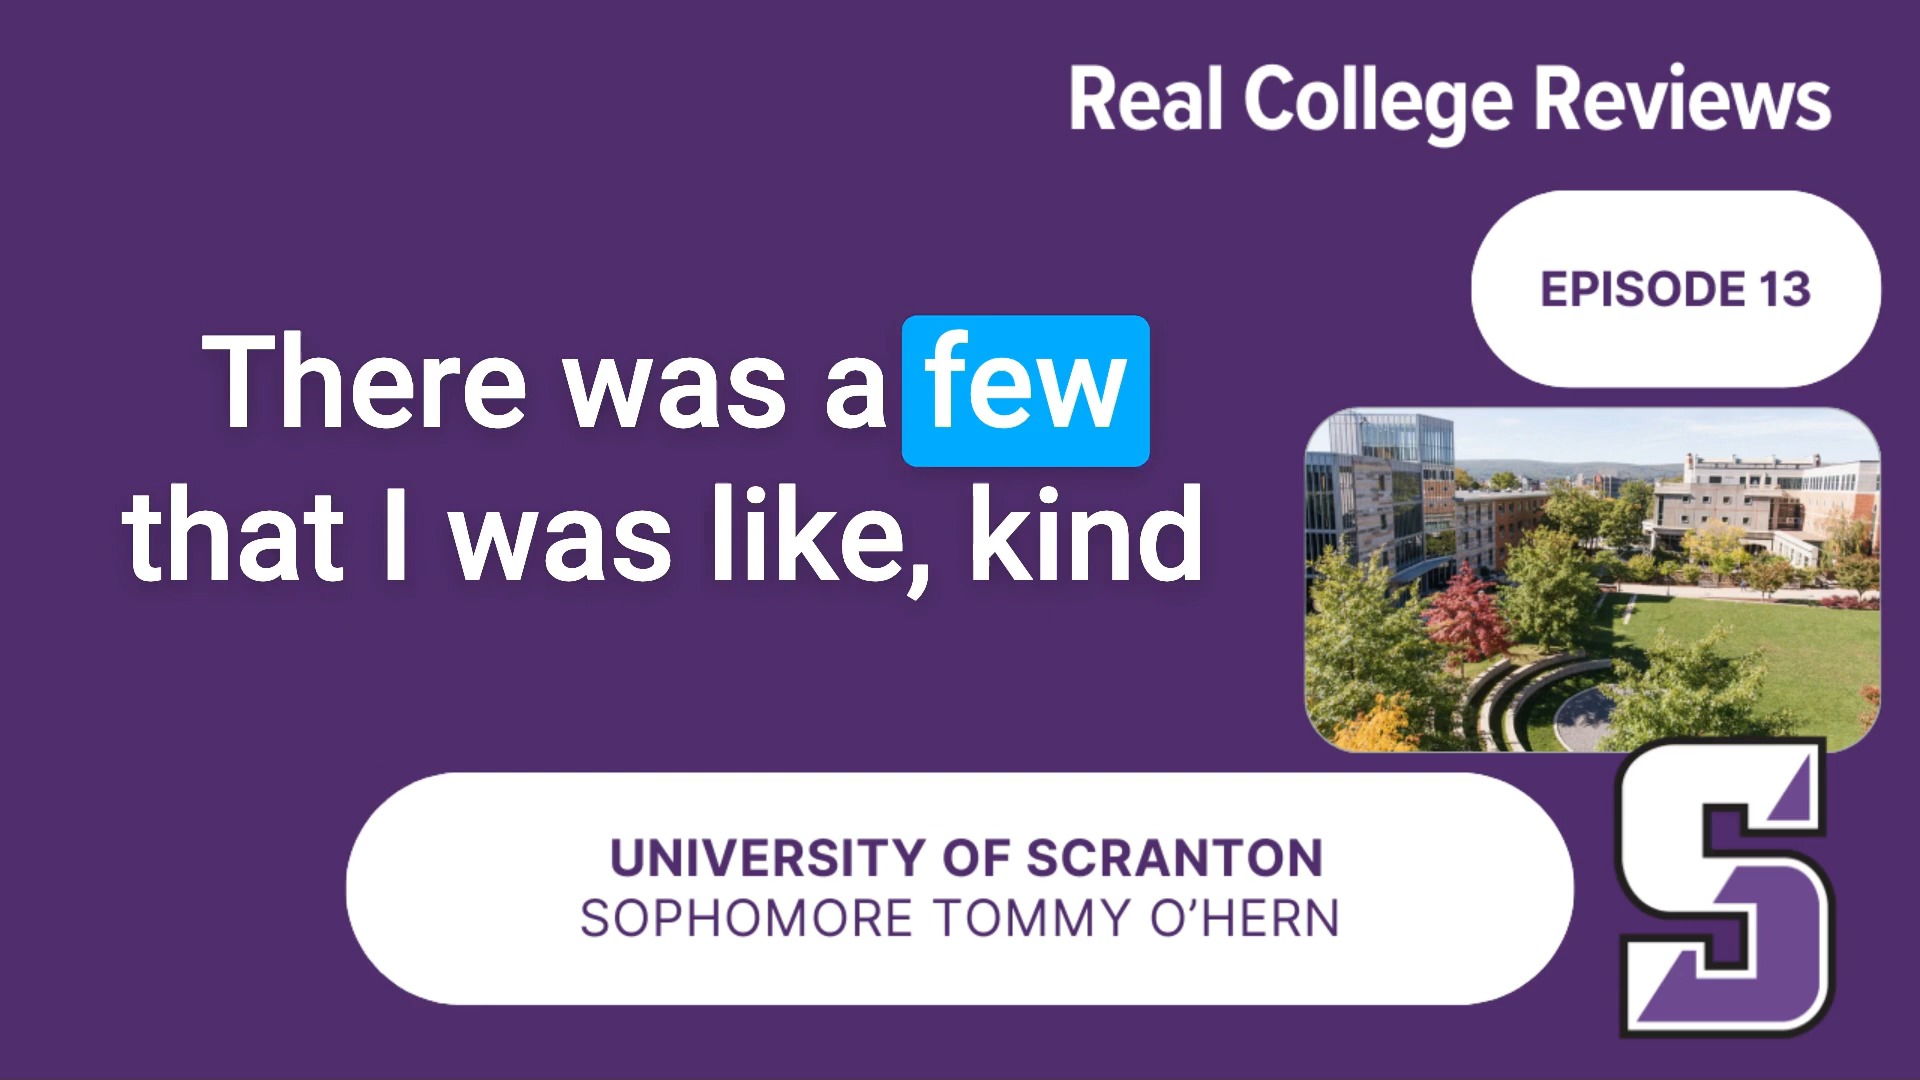 Real College Reviews
EPISODE 13
There was a few
that I was like, kind
UNIVERSITY OF SCRANTON
SOPHOMORE TOMMY O’HERN
S